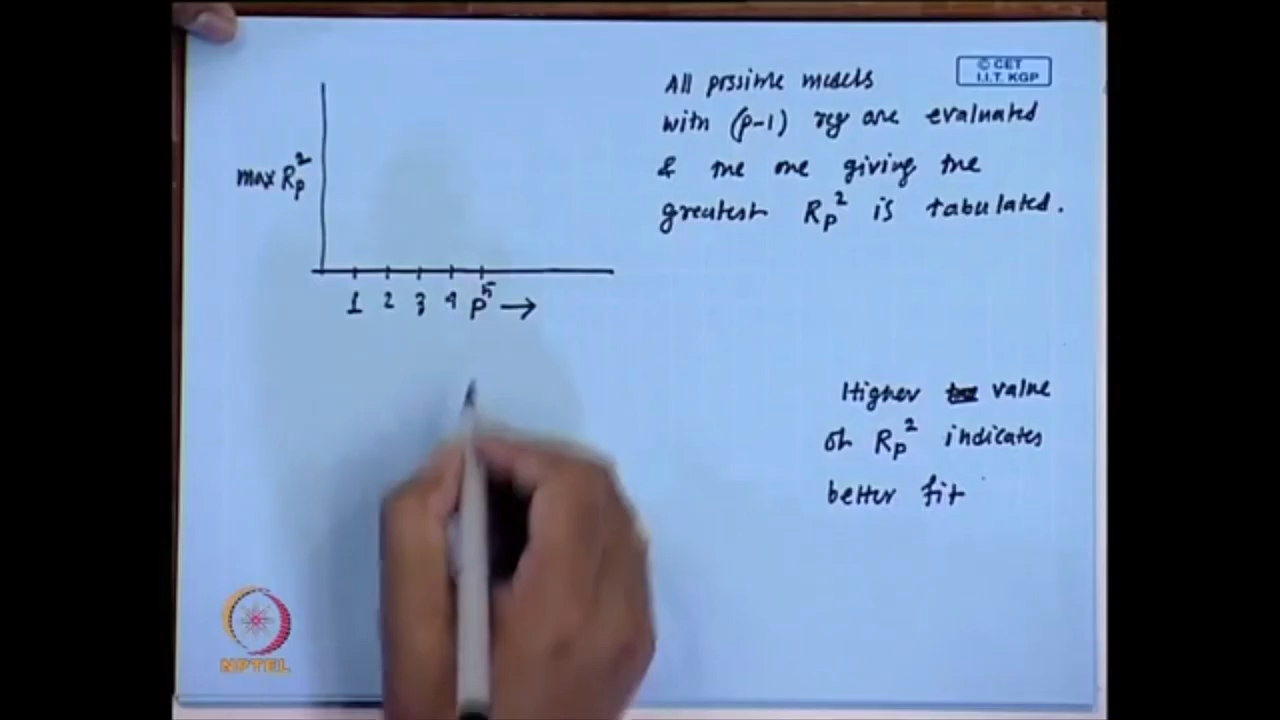 © CET
I.I.T. KGP
All possible models
with (p-1) reg are evaluated
& the one giving the
greatest Rp² is tabulated.
max Rp²
1 2 3 4 5 p →
Higher value
of Rp² indicates
better fit
NPTEL